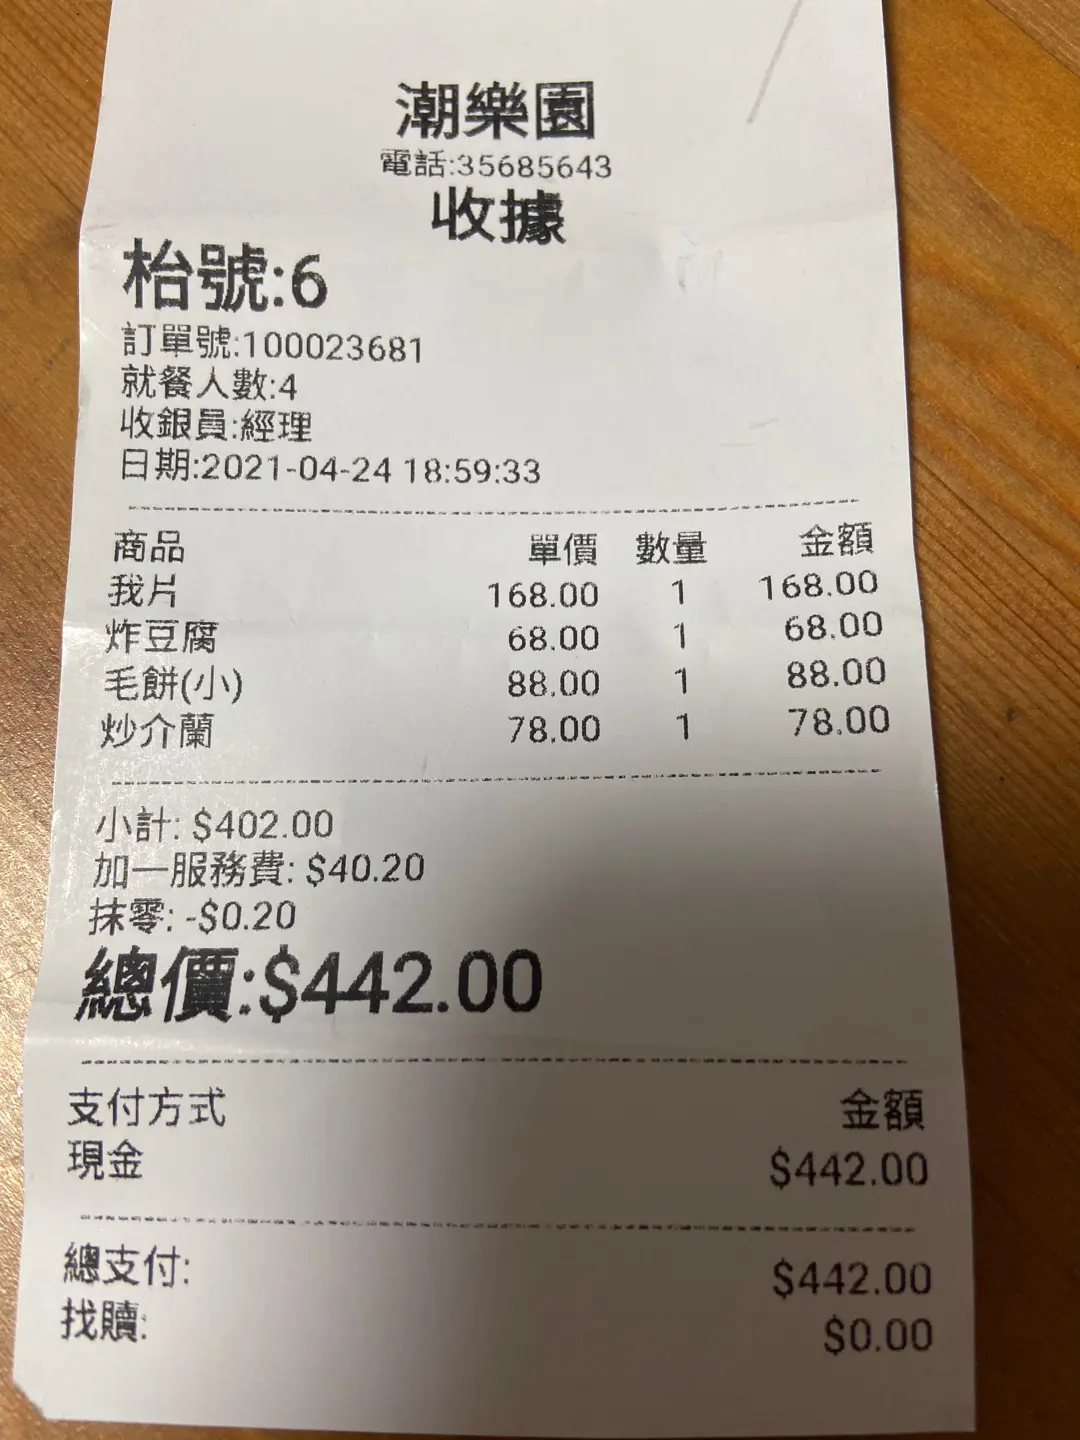 潮樂園
電話:35685643
收據
枱號:6
訂單號:100023681
就餐人數:4
收銀員:經理
日期:2021-04-24 18:59:33
商品 單價 數量 金額
我片 168.00 1 168.00
炸豆腐 68.00 1 68.00
毛餅(小) 88.00 1 88.00
炒介蘭 78.00 1 78.00
小計: $402.00
加一服務費: $40.20
抹零: -$0.20
總價:$442.00
支付方式 金額
現金 $442.00
總支付: $442.00
找贖: $0.00